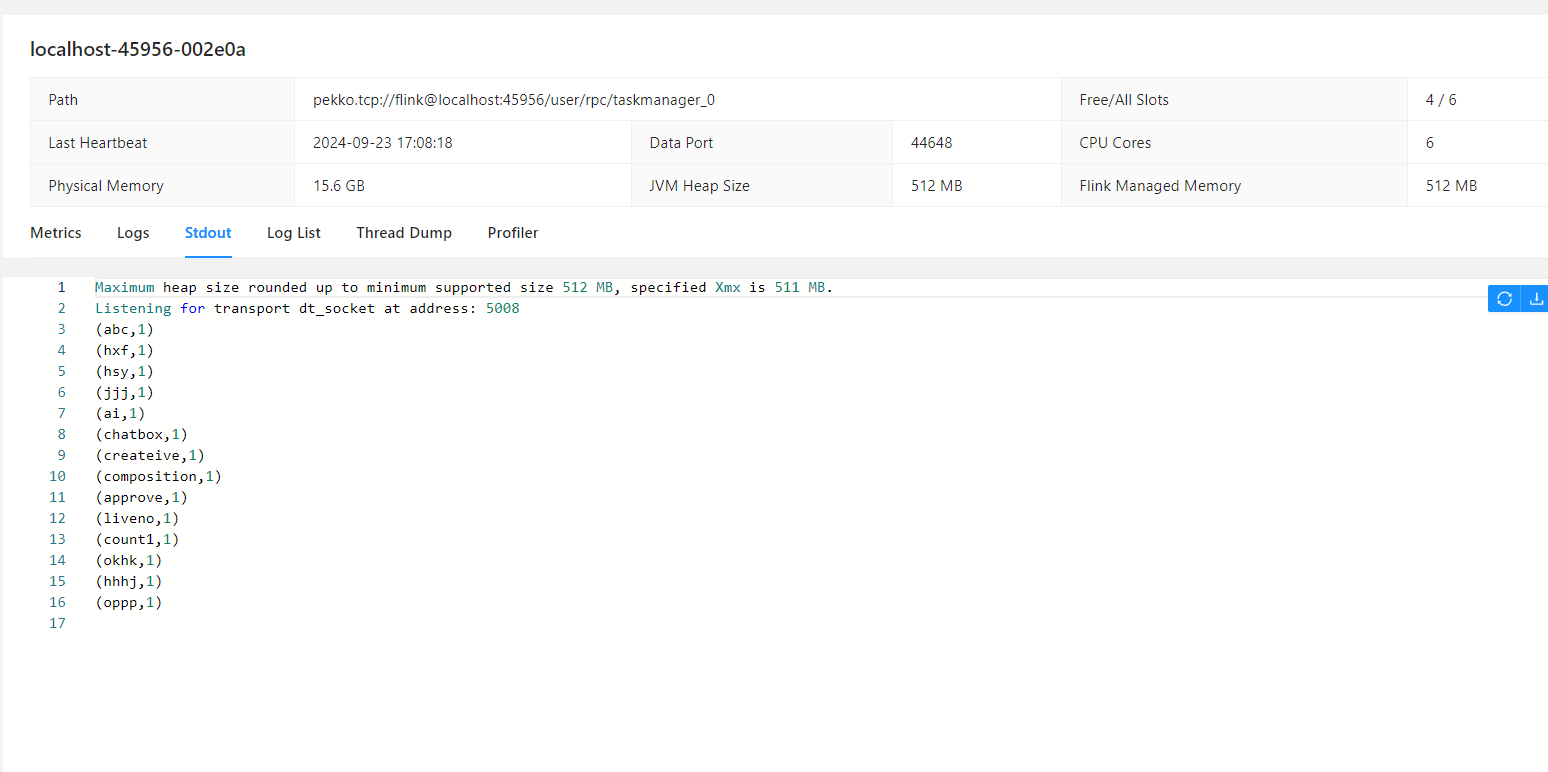 localhost-45956-002e0a
Path pekko.tcp://flink@localhost:45956/user/rpc/taskmanager_0 Free/All Slots 4 / 6
Last Heartbeat 2024-09-23 17:08:18 Data Port 44648 CPU Cores 6
Physical Memory 15.6 GB JVM Heap Size 512 MB Flink Managed Memory 512 MB
Metrics Logs Stdout Log List Thread Dump Profiler
1 Maximum heap size rounded up to minimum supported size 512 MB, specified Xmx is 511 MB.
2 Listening for transport dt_socket at address: 5008
3 (abc,1)
4 (hxf,1)
5 (hsy,1)
6 (jjj,1)
7 (ai,1)
8 (chatbox,1)
9 (createive,1)
10 (composition,1)
11 (approve,1)
12 (liveno,1)
13 (count1,1)
14 (okhk,1)
15 (hhhj,1)
16 (oppp,1)
17